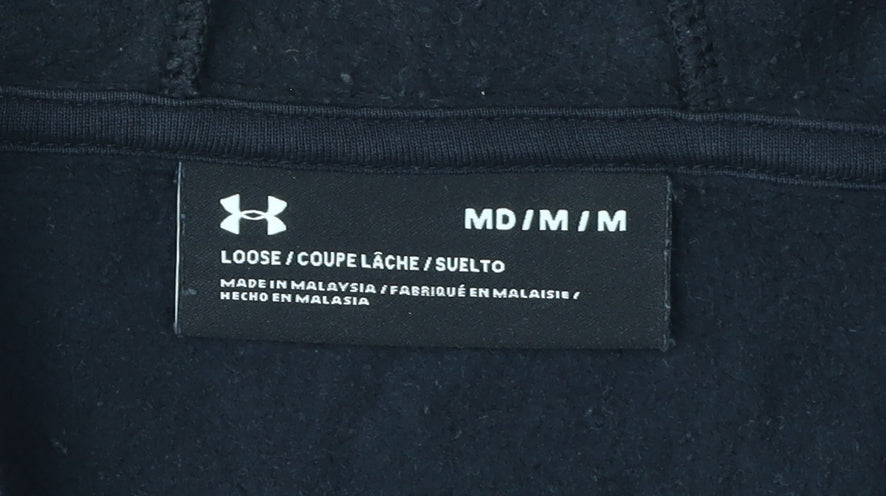 MD / M / M
LOOSE / COUPE LÂCHE / SUELTO
MADE IN MALAYSIA / FABRIQUÉ EN MALAISIE /
HECHO EN MALASIA